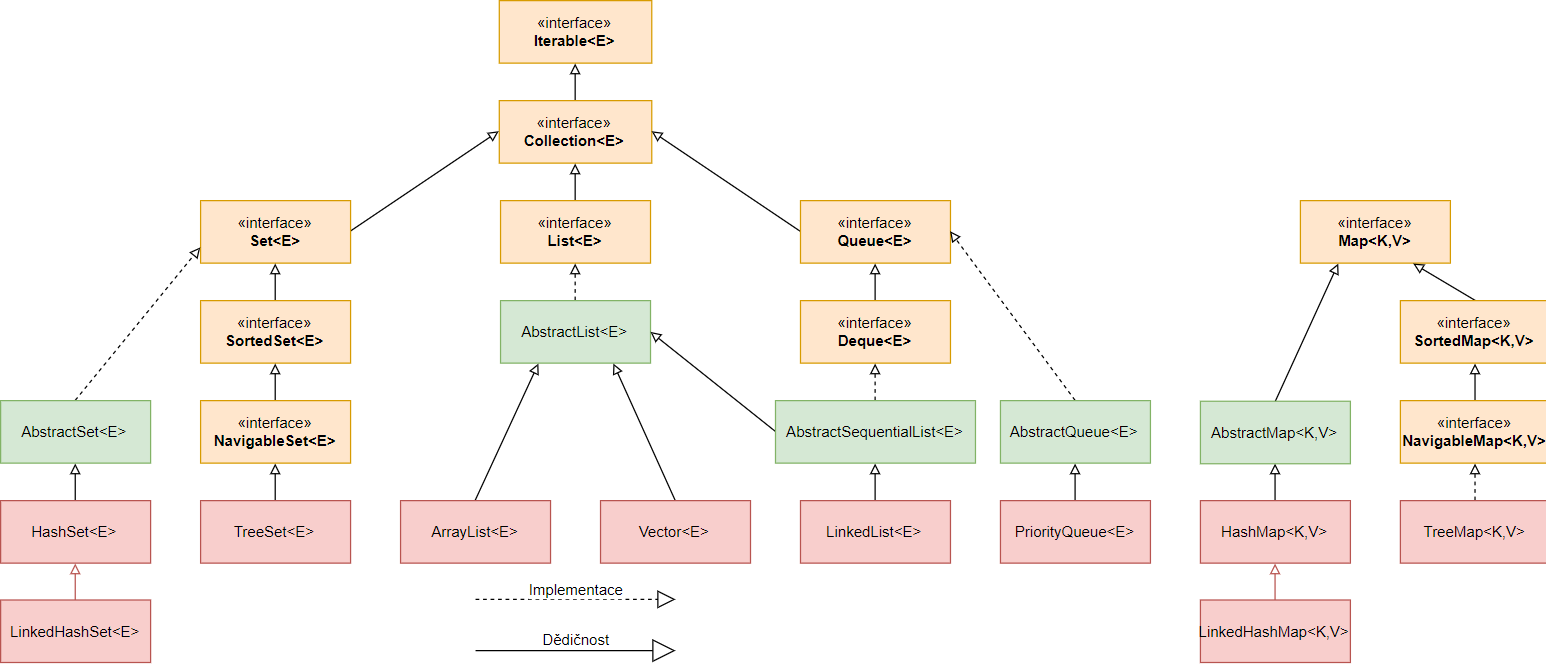 «interface»
Iterable<E>
«interface»
Collection<E>
«interface»
Set<E>
«interface»
List<E>
«interface»
Queue<E>
«interface»
Map<K,V>
«interface»
SortedSet<E>
AbstractList<E>
«interface»
Deque<E>
«interface»
SortedMap<K,V>
AbstractSet<E>
«interface»
NavigableSet<E>
AbstractSequentialList<E>
AbstractQueue<E>
AbstractMap<K,V>
«interface»
NavigableMap<K,V>
HashSet<E>
TreeSet<E>
ArrayList<E>
Vector<E>
LinkedList<E>
PriorityQueue<E>
HashMap<K,V>
TreeMap<K,V>
Implementace
LinkedHashSet<E>
Dědičnost
LinkedHashMap<K,V>